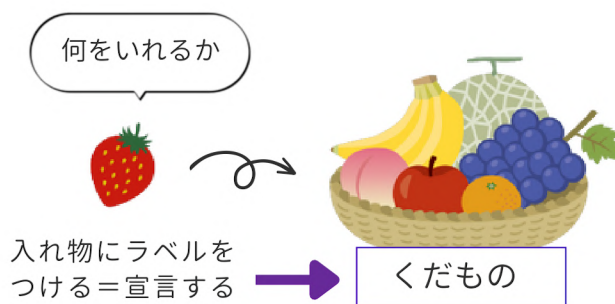 何をいれるか
入れ物にラベルを
つける＝宣言する
くだもの